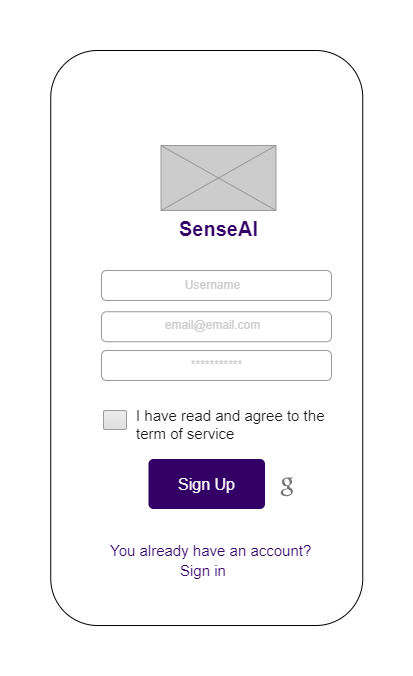 SenseAI
Username
email@email.com
***********
I have read and agree to the
term of service
Sign Up
g
You already have an account?
Sign in